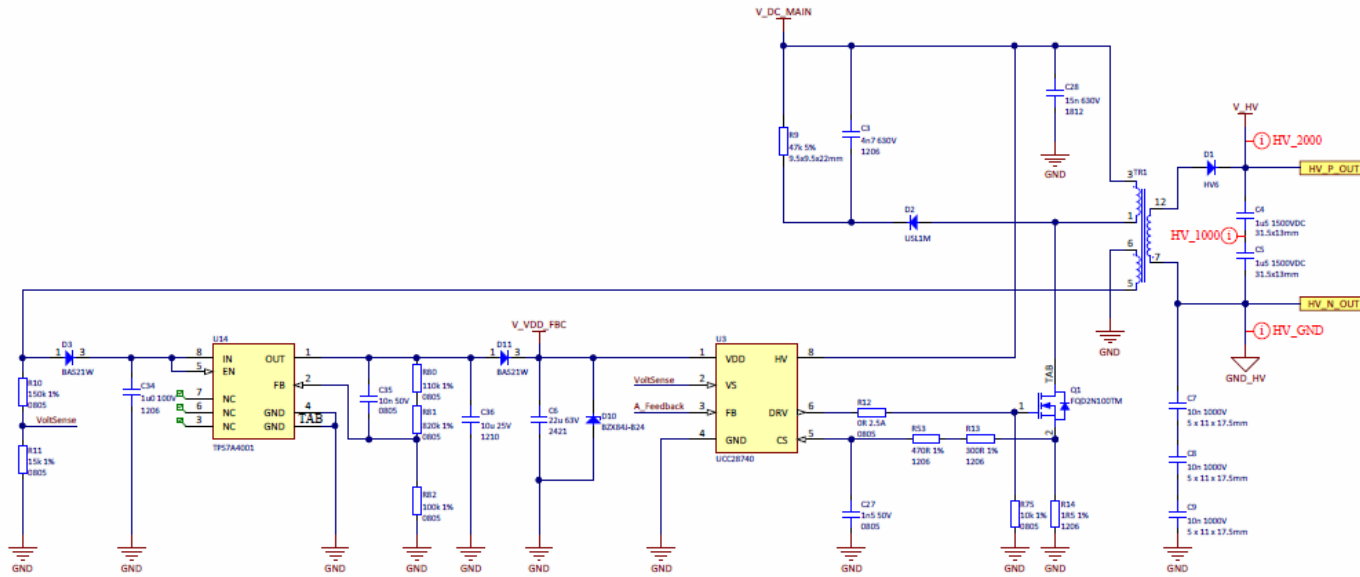 V_DC_MAIN
C28
15n 630V
1812
GND
R9
47k 5%
9.5x9.5x22mm
C3
4n7 630V
1206
D2
US1M
3
TR1
1
6
5
12
7
GND
D1
HV6
V_HV
HV_2000
HV_P_OUT
C4
1u5 1500VDC
31.5x13mm
HV_1000
C5
1u5 1500VDC
31.5x13mm
HV_N_OUT
HV_GND
GND_HV
C7
10n 1000V
5 x 11 x 17.5mm
C8
10n 1000V
5 x 11 x 17.5mm
C9
10n 1000V
5 x 11 x 17.5mm
GND
R10
150k 1%
0805
VoltSense
R11
15k 1%
0805
GND
D3
1 3
BAS21W
C34
1u0 100V
1206
GND
U14
8 IN OUT 1
5 EN
FB 2
7 NC
6 NC GND 4
3 NC GND TAB
TPS7A4001
GND
C35
10n 50V
0805
R80
110k 1%
0805
R81
820k 1%
0805
R82
100k 1%
0805
GND
C36
10u 25V
1210
GND
D11
1 3
BAS21W
V_VDD_FBC
C6
22u 63V
2421
GND
D10
BZX84J-B24
U3
1 VDD HV 8
VoltSense
2 VS
A_Feedback
3 FB DRV 6
4 GND CS 5
UCC28740
GND
R12
0R 2.5A
0805
R53
470R 1%
1206
R13
300R 1%
1206
C27
1n5 50V
0805
GND
TAB
Q1
1
FQD2N100TM
2
R75
10k 1%
0805
GND
R14
1R5 1%
1206
GND